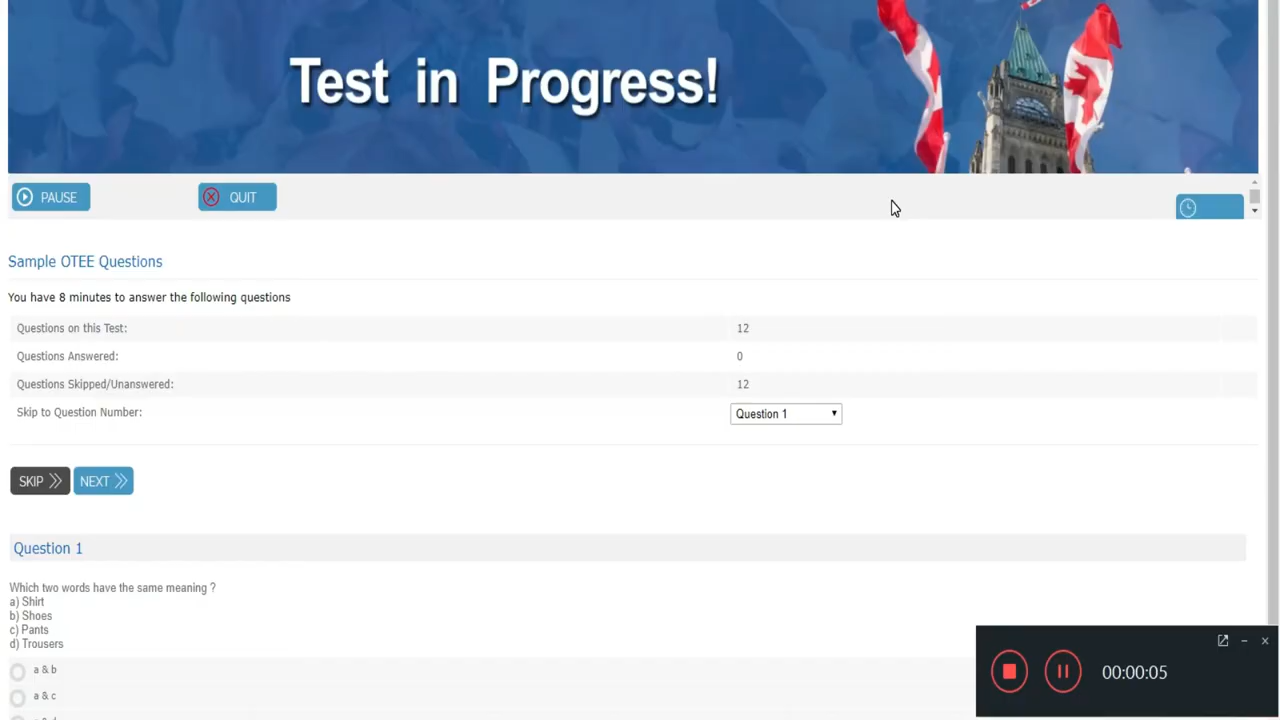 Test in Progress!
PAUSE
QUIT
Sample OTEE Questions
You have 8 minutes to answer the following questions
Questions on this Test: 12
Questions Answered: 0
Questions Skipped/Unanswered: 12
Skip to Question Number: Question 1
SKIP
NEXT
Question 1
Which two words have the same meaning ?
a) Shirt
b) Shoes
c) Pants
d) Trousers
a & b
a & c
00:00:05